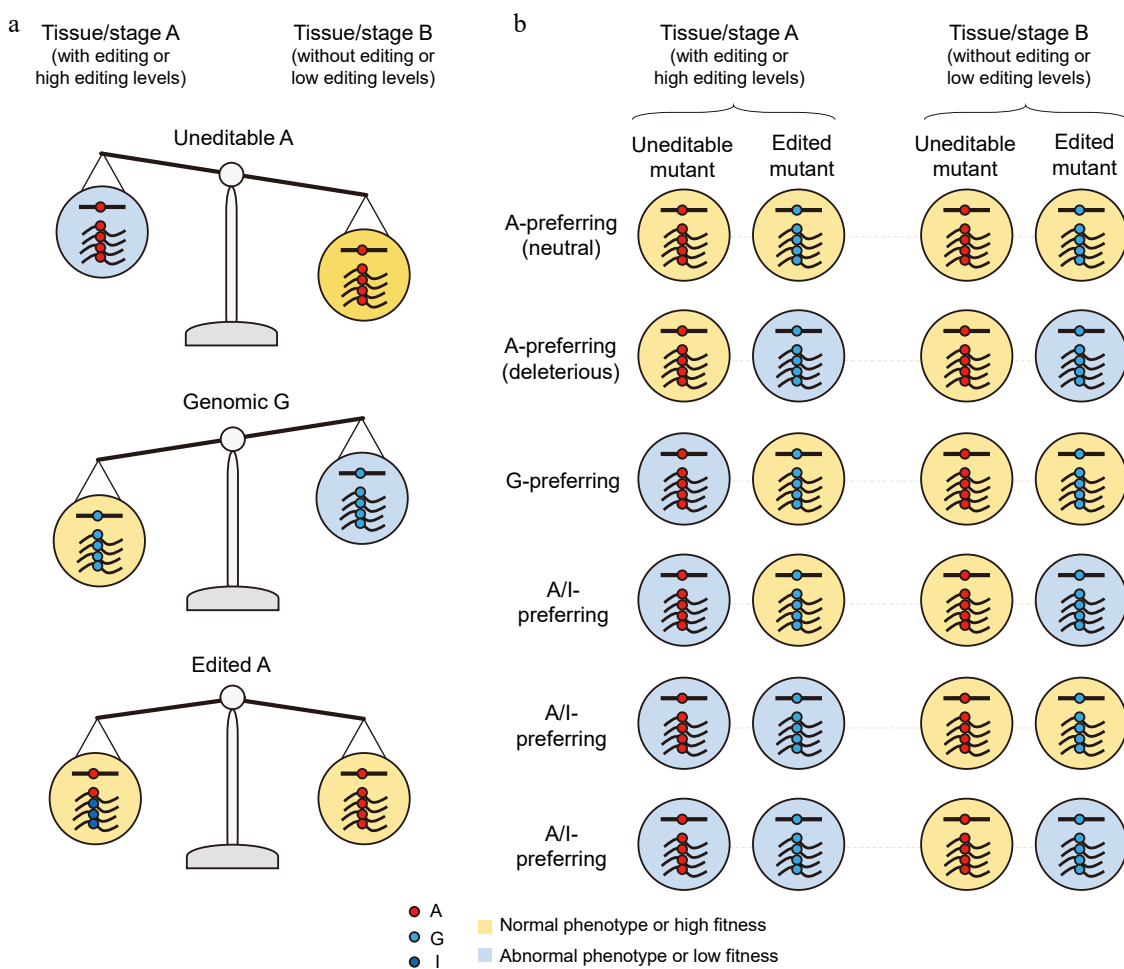 a
Tissue/stage A
(with editing or
high editing levels)
Tissue/stage B
(without editing or
low editing levels)
Uneditable A
Genomic G
Edited A
b
Tissue/stage A
(with editing or
high editing levels)
Tissue/stage B
(without editing or
low editing levels)
Uneditable
mutant
Edited
mutant
Uneditable
mutant
Edited
mutant
A-preferring
(neutral)
A-preferring
(deleterious)
G-preferring
A/I-
preferring
A/I-
preferring
A/I-
preferring
A
G
I
Normal phenotype or high fitness
Abnormal phenotype or low fitness